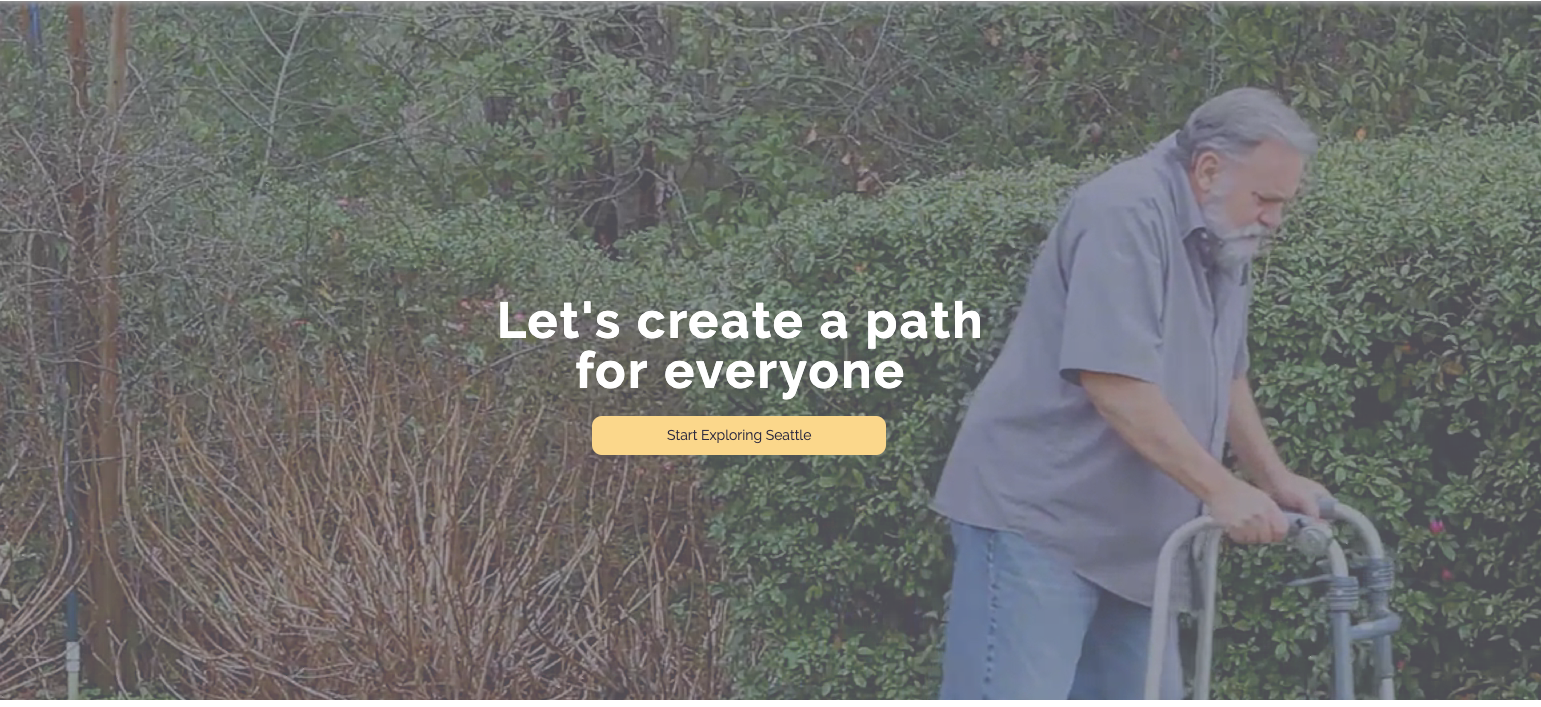 Let's create a path
for everyone
Start Exploring Seattle